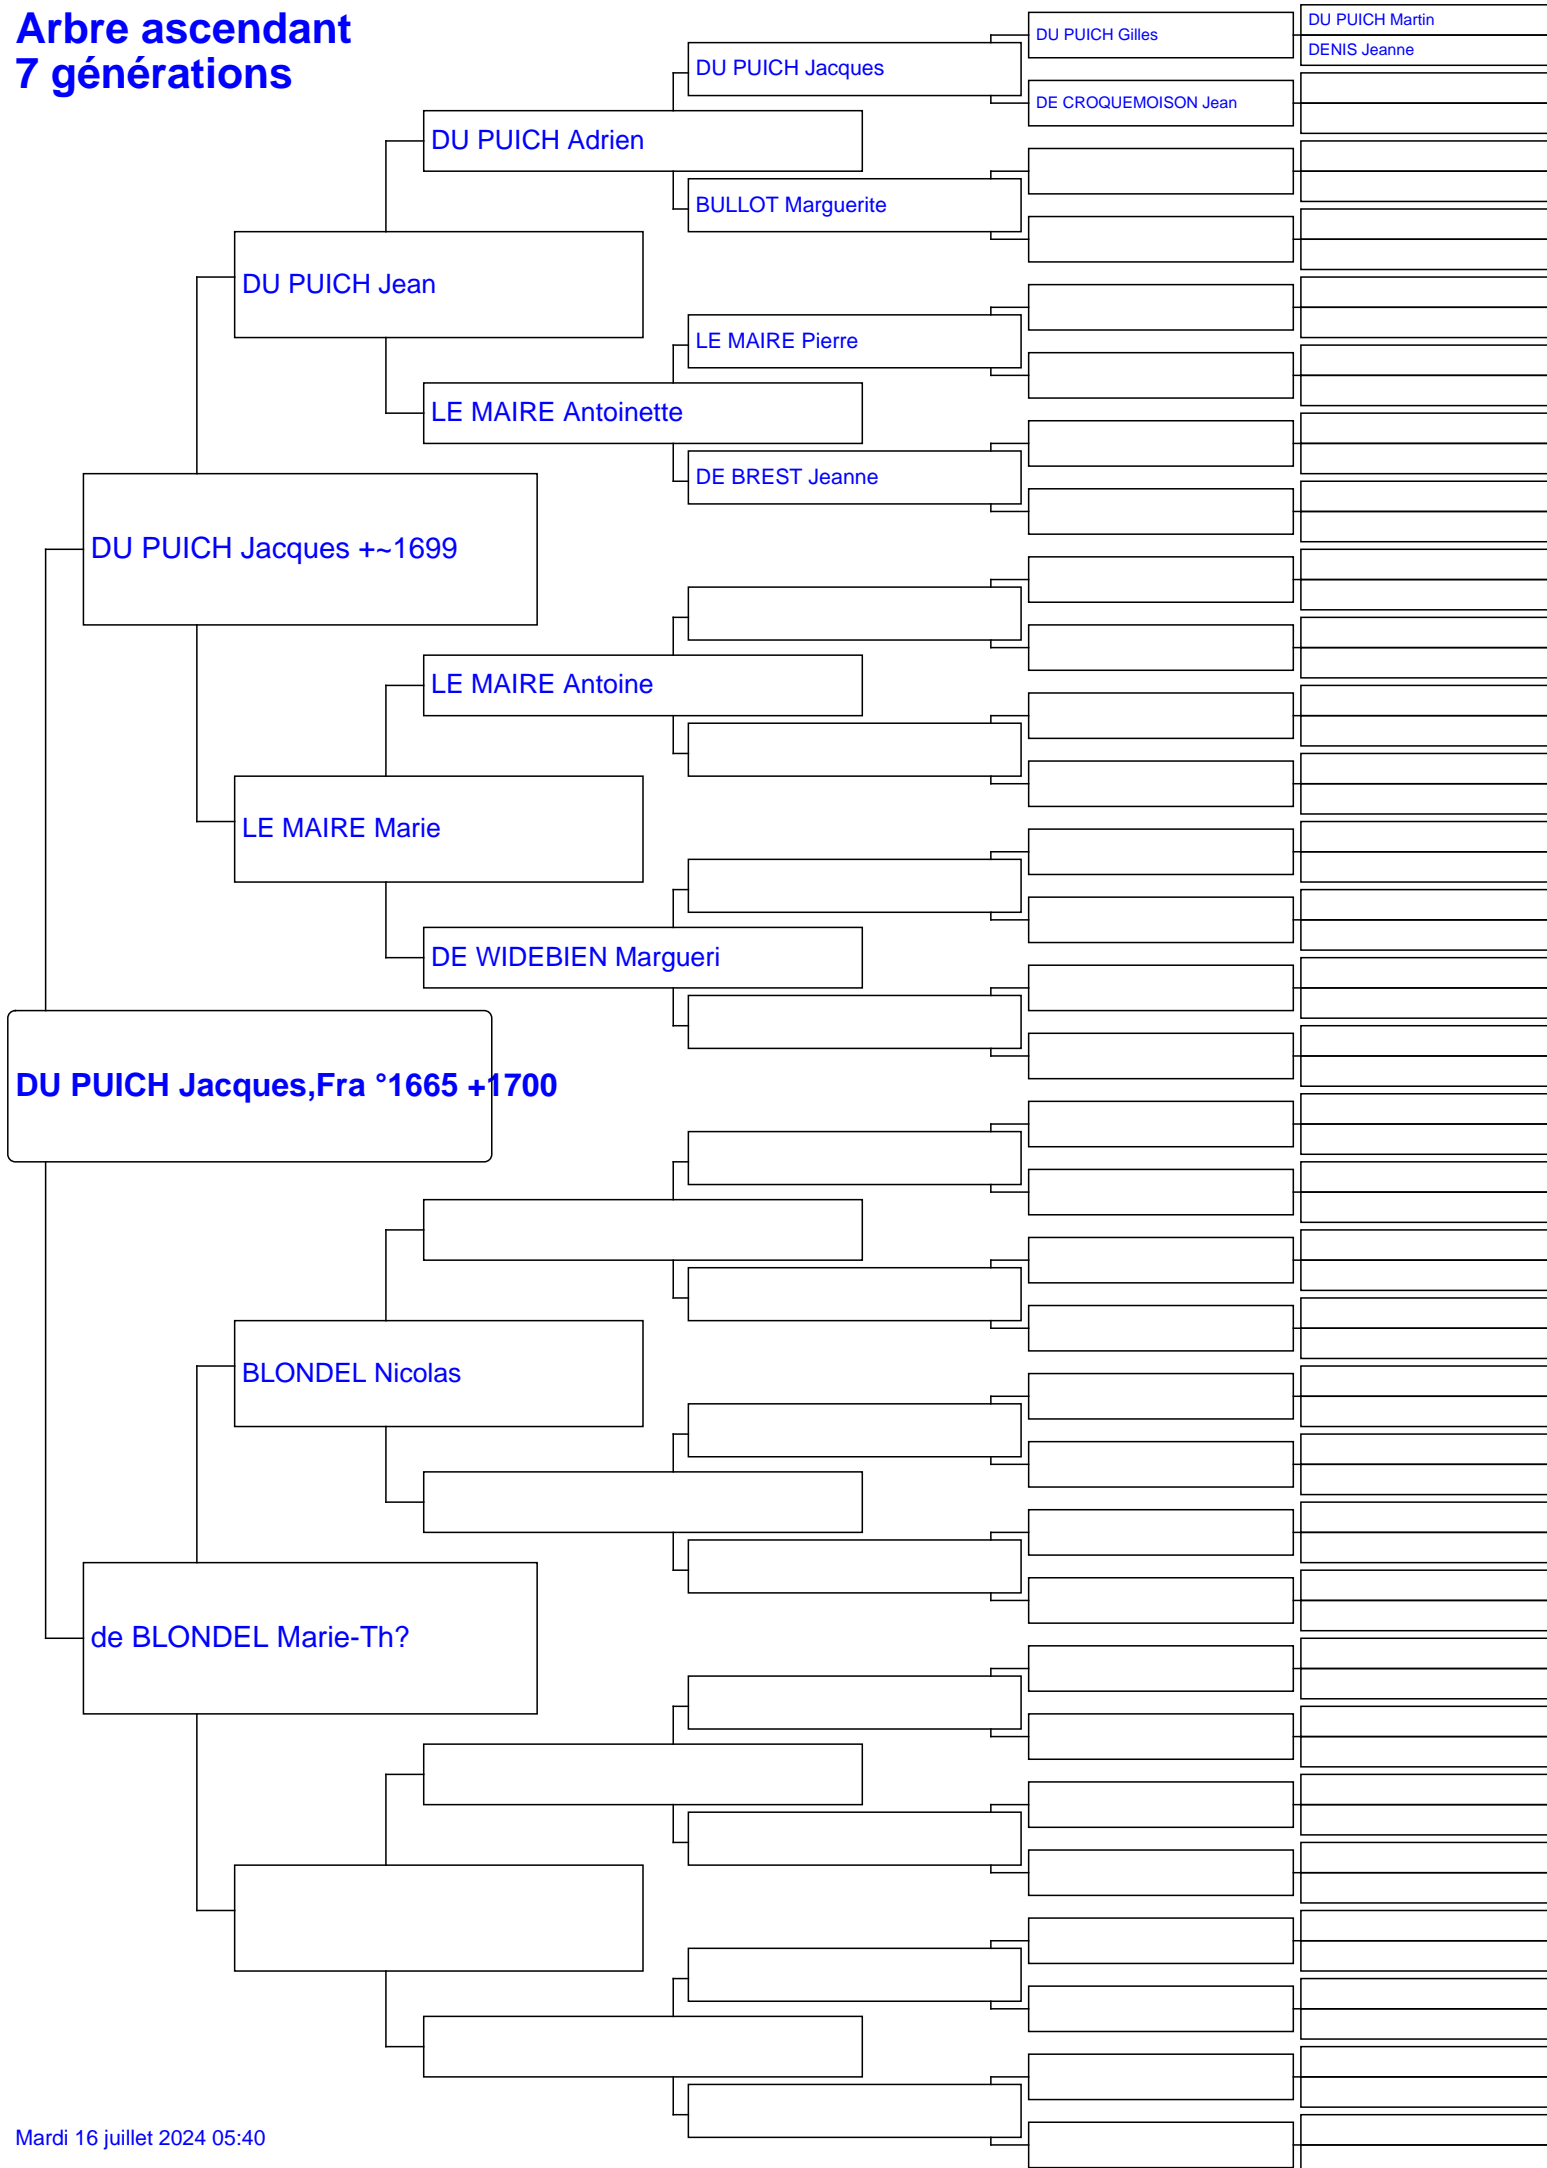 Arbre ascendant
7 générations
DU PUICH Martin
DU PUICH Gilles
DENIS Jeanne
DU PUICH Jacques
DE CROQUEMOISON Jean
DU PUICH Adrien
BULLOT Marguerite
DU PUICH Jean
LE MAIRE Pierre
LE MAIRE Antoinette
DE BREST Jeanne
DU PUICH Jacques +~1699
LE MAIRE Antoine
LE MAIRE Marie
DE WIDEBIEN Margueri
DU PUICH Jacques,Fra °1665 +1700
BLONDEL Nicolas
de BLONDEL Marie-Th?
Mardi 16 juillet 2024 05:40